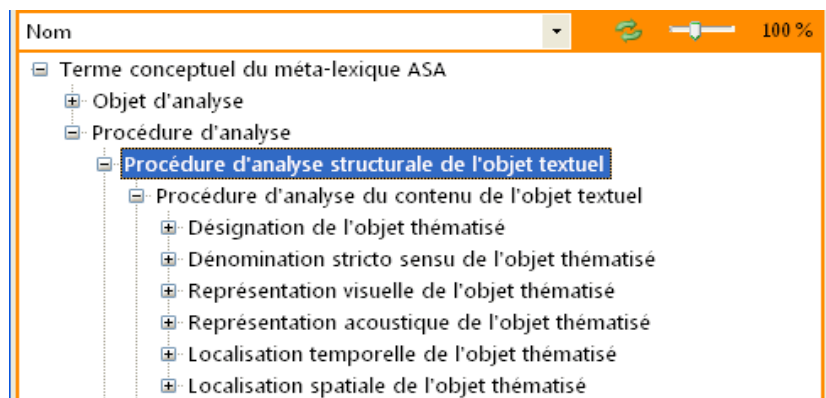 Nom 100 %
Terme conceptuel du méta-lexique ASA
Objet d'analyse
Procédure d'analyse
Procédure d'analyse structurale de l'objet textuel
Procédure d'analyse du contenu de l'objet textuel
Désignation de l'objet thématisé
Dénomination stricto sensu de l'objet thématisé
Représentation visuelle de l'objet thématisé
Représentation acoustique de l'objet thématisé
Localisation temporelle de l'objet thématisé
Localisation spatiale de l'objet thématisé